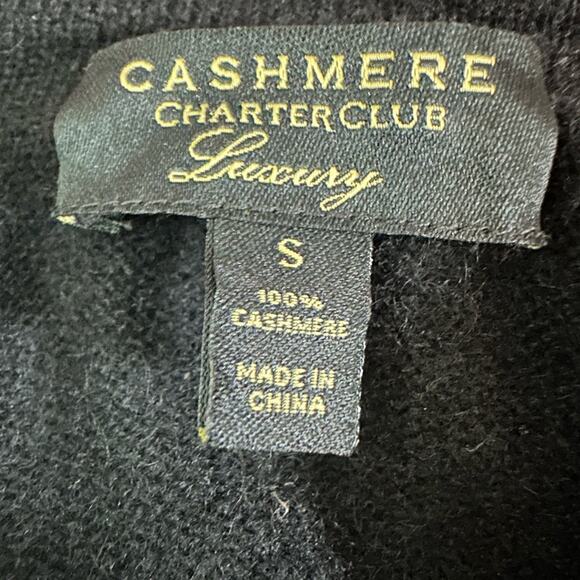 CASHMERE
CHARTER CLUB
Luxury
S
100%
CASHMERE
MADE IN
CHINA